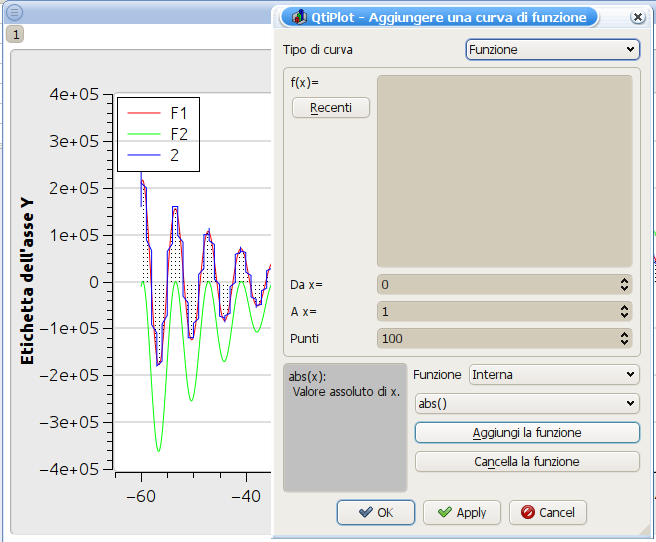 QtiPlot - Aggiungere una curva di funzione
1
Tipo di curva
Funzione
f(x)=
Recenti
Da x=
0
A x=
1
Punti
100
abs(x):
Valore assoluto di x.
Funzione
Interna
abs()
Aggiungi la funzione
Cancella la funzione
OK
Apply
Cancel
Etichetta dell'asse Y
4e+05
3e+05
2e+05
1e+05
0
−1e+05
−2e+05
−3e+05
−4e+05
F1
F2
2
−60
−40